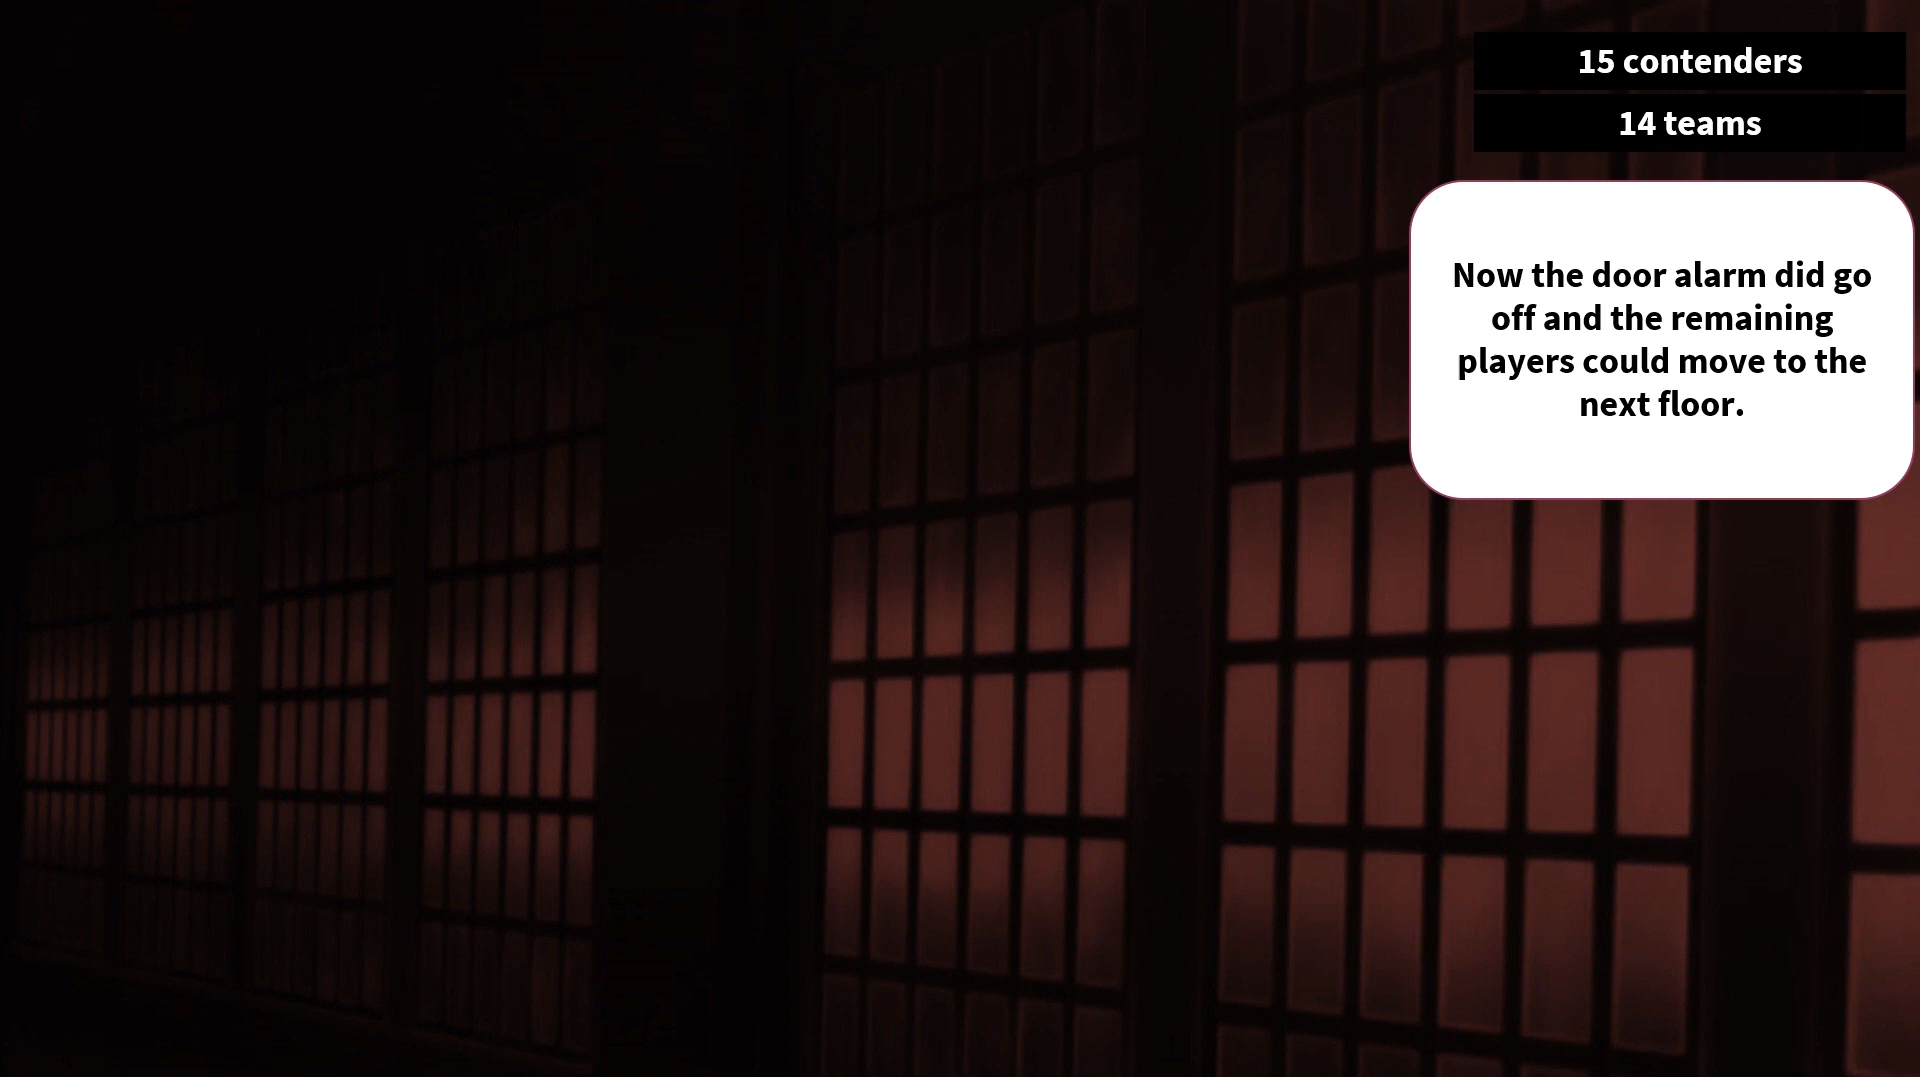 15 contenders
14 teams
Now the door alarm did go
off and the remaining
players could move to the
next floor.